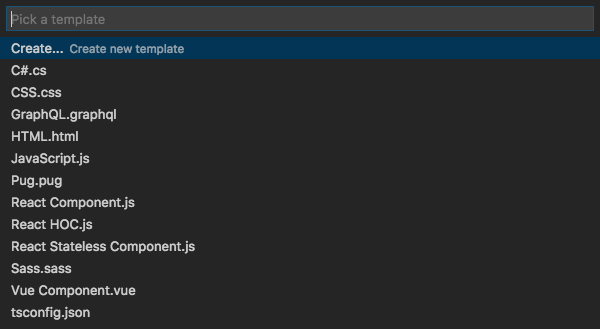 Pick a template
Create... Create new template
C#.cs
CSS.css
GraphQL.graphql
HTML.html
JavaScript.js
Pug.pug
React Component.js
React HOC.js
React Stateless Component.js
Sass.sass
Vue Component.vue
tsconfig.json